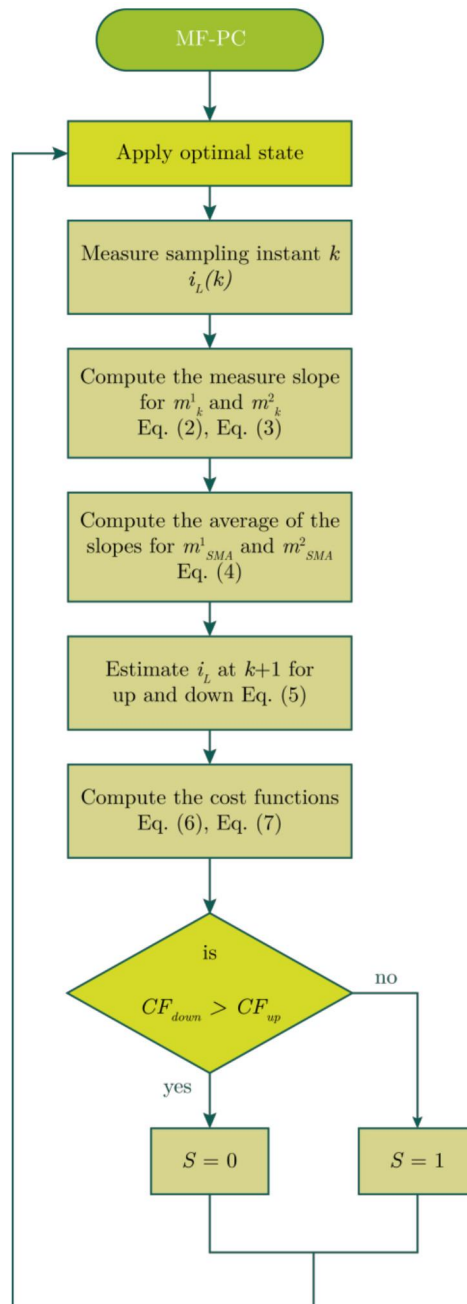 MF-PC
Apply optimal state
Measure sampling instant k
i_L(k)
Compute the measure slope
for m^1_k and m^2_k
Eq. (2), Eq. (3)
Compute the average of the
slopes for m^1_SMA and m^2_SMA
Eq. (4)
Estimate i_L at k+1 for
up and down Eq. (5)
Compute the cost functions
Eq. (6), Eq. (7)
is
CF_down > CF_up
no
yes
S = 0
S = 1